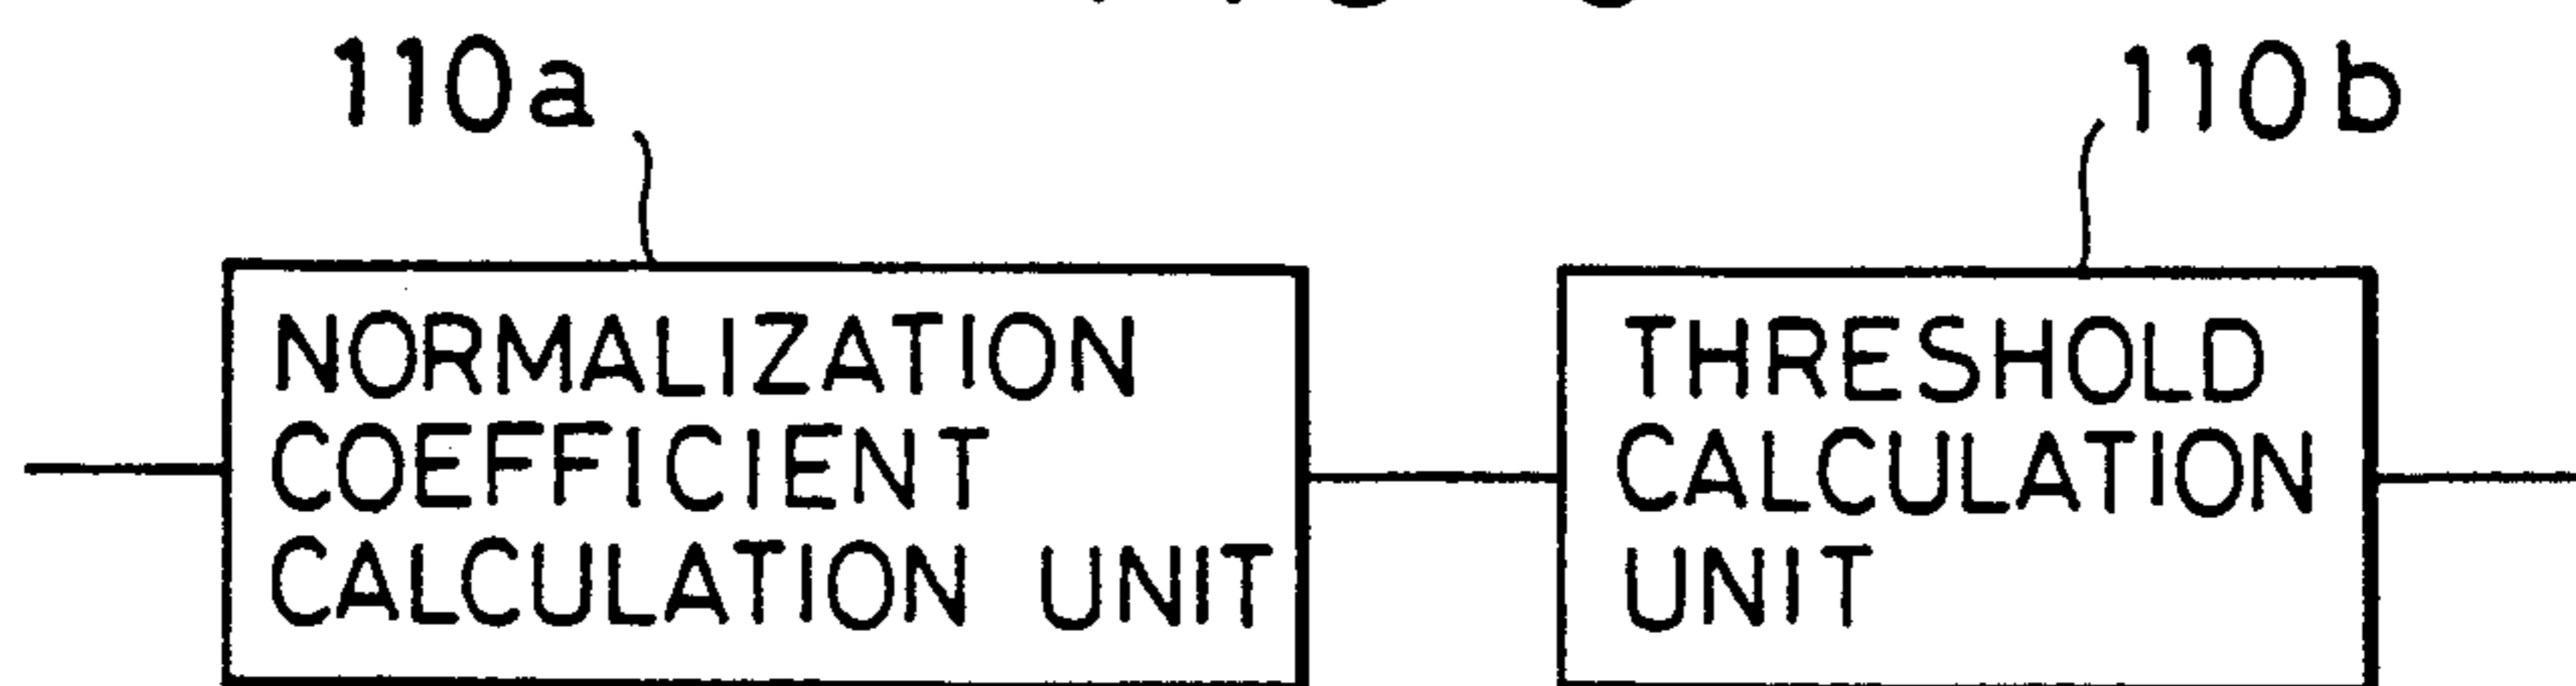 110a
110b
NORMALIZATION
COEFFICIENT
CALCULATION UNIT
THRESHOLD
CALCULATION
UNIT